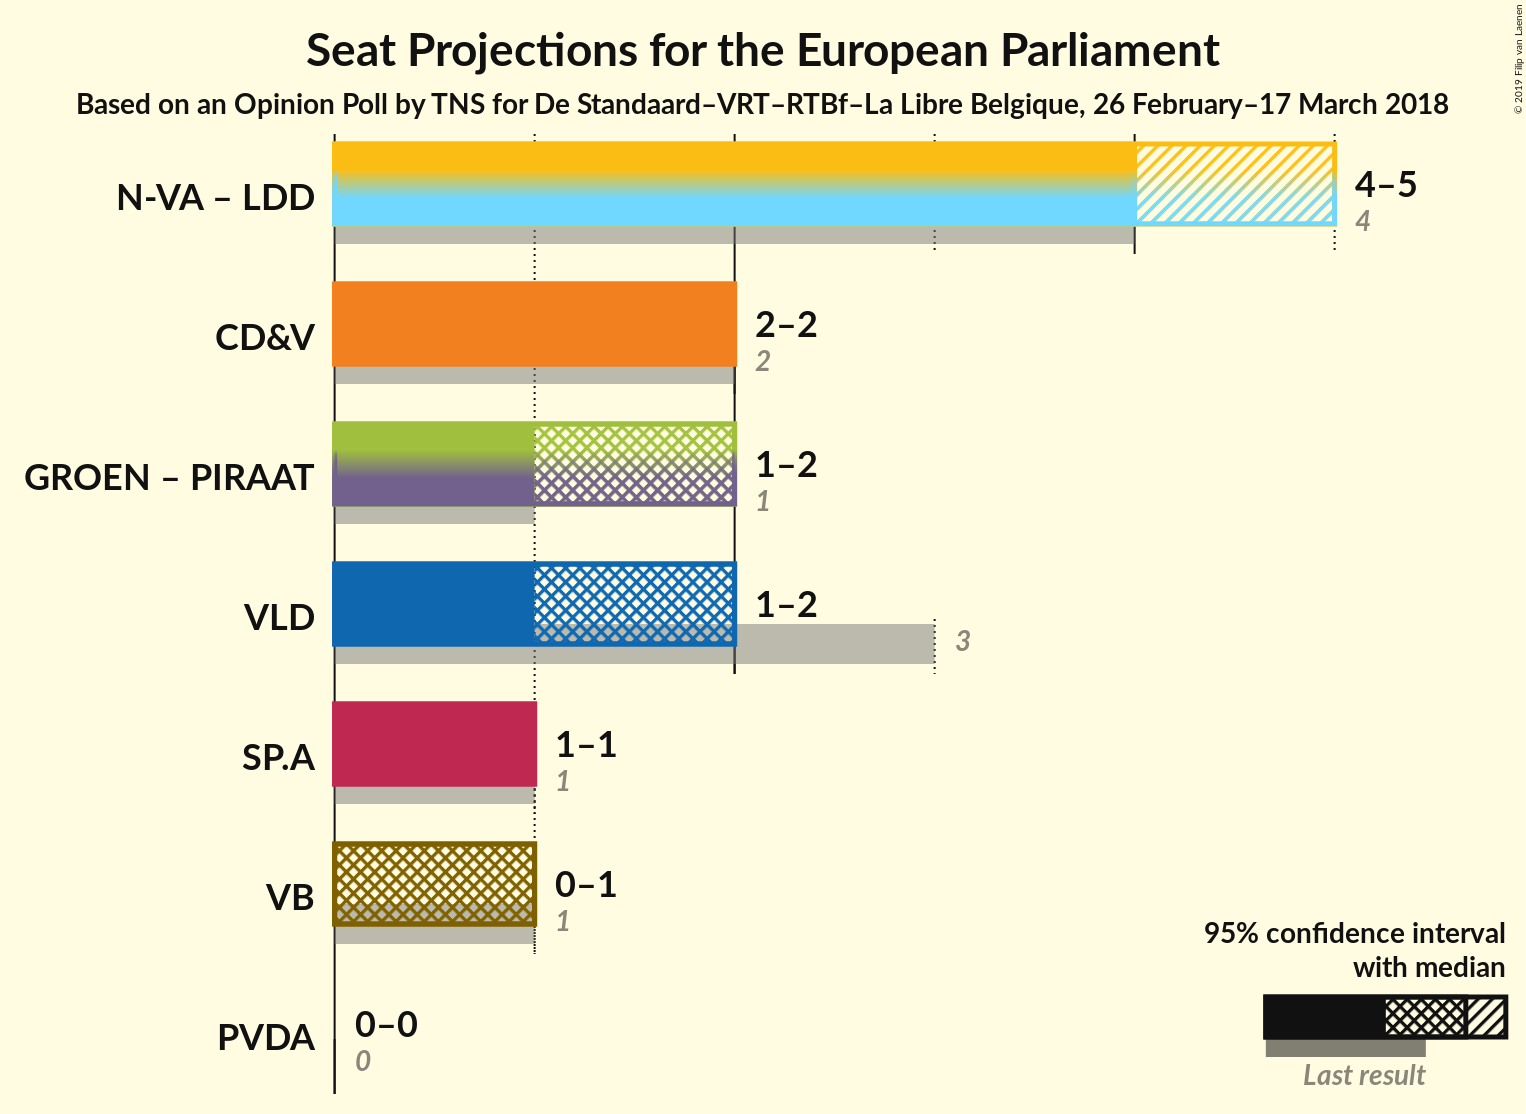 Seat Projections for the European Parliament
Based on an Opinion Poll by TNS for De Standaard–VRT–RTBf–La Libre Belgique, 26 February–17 March 2018
© 2019 Filip van Laenen
N-VA – LDD
4–5
4
CD&V
2–2
2
GROEN – PIRAAT
1–2
1
VLD
1–2
3
SP.A
1–1
1
VB
0–1
1
PVDA
0–0
0
95% confidence interval
with median
Last result